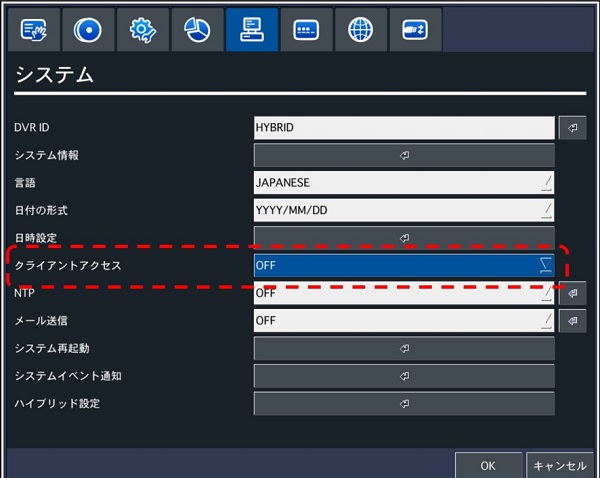 システム
DVR ID HYBRID
システム情報
言語 JAPANESE
日付の形式 YYYY/MM/DD
日時設定
クライアントアクセス OFF
NTP OFF
メール送信 OFF
システム再起動
システムイベント通知
ハイブリッド設定
OK キャンセル